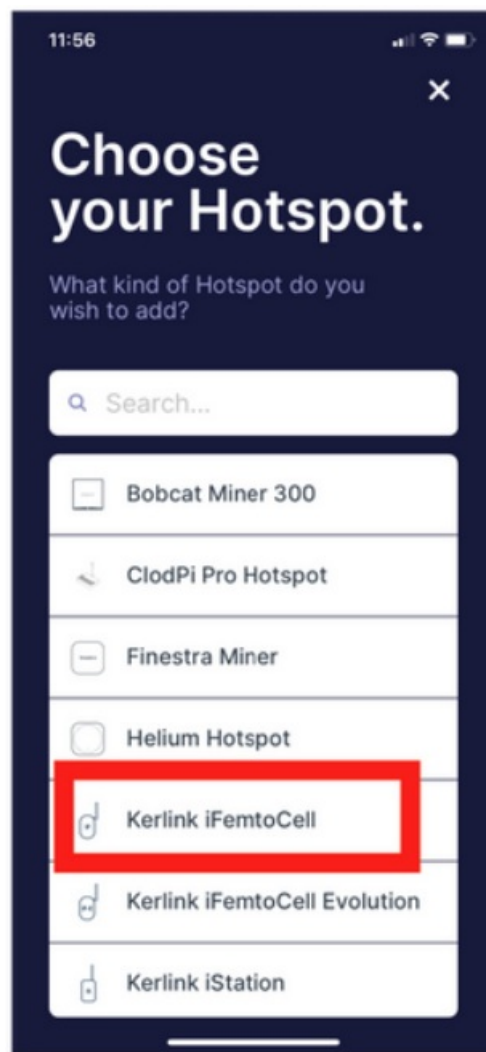 11:56
Choose
your Hotspot.
What kind of Hotspot do you
wish to add?
Search...
Bobcat Miner 300
ClodPi Pro Hotspot
Finestra Miner
Helium Hotspot
Kerlink iFemtoCell
Kerlink iFemtoCell Evolution
Kerlink iStation